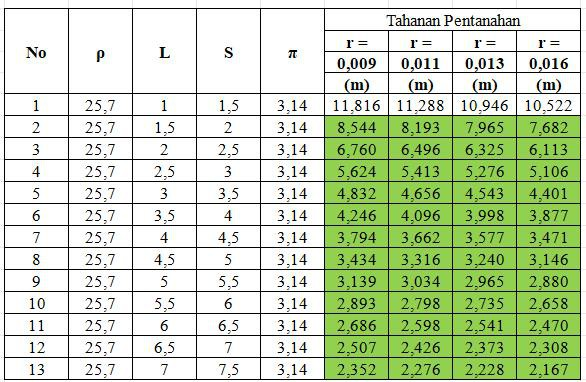 Tahanan Pentanahan
No ρ L S π r = 0,009 (m) r = 0,011 (m) r = 0,013 (m) r = 0,016 (m)
1 25,7 1 1,5 3,14 11,816 11,288 10,946 10,522
2 25,7 1,5 2 3,14 8,544 8,193 7,965 7,682
3 25,7 2 2,5 3,14 6,760 6,496 6,325 6,113
4 25,7 2,5 3 3,14 5,624 5,413 5,276 5,106
5 25,7 3 3,5 3,14 4,832 4,656 4,543 4,401
6 25,7 3,5 4 3,14 4,246 4,096 3,998 3,877
7 25,7 4 4,5 3,14 3,794 3,662 3,577 3,471
8 25,7 4,5 5 3,14 3,434 3,316 3,240 3,146
9 25,7 5 5,5 3,14 3,139 3,034 2,965 2,880
10 25,7 5,5 6 3,14 2,893 2,798 2,735 2,658
11 25,7 6 6,5 3,14 2,686 2,598 2,541 2,470
12 25,7 6,5 7 3,14 2,507 2,426 2,373 2,308
13 25,7 7 7,5 3,14 2,352 2,276 2,228 2,167